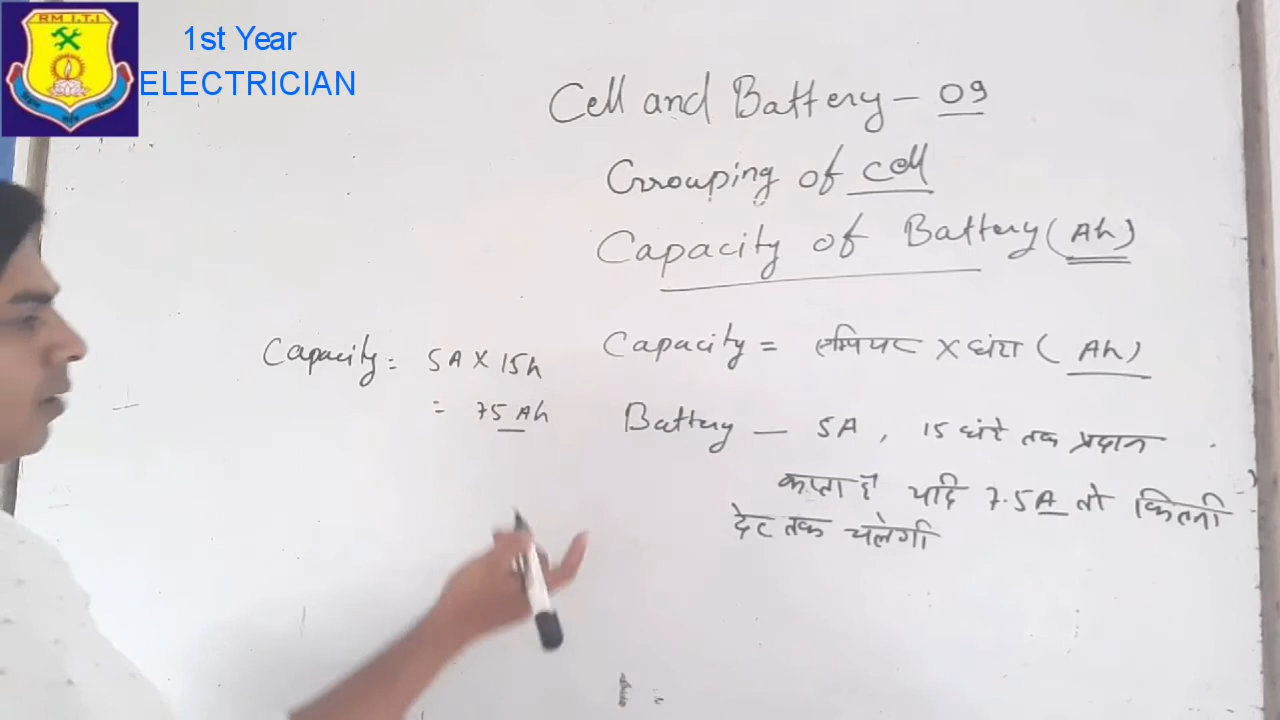 RM I.T.I
1st Year
ELECTRICIAN
Cell and Battery - 09
Grouping of cell
Capacity of Battery (Ah)
Capacity = 5A X 15h
= 75 Ah
Capacity = एम्पियर X घंटा (Ah)
Battery - 5A, 15 घंटे तक प्रदान
करता है यदि 7.5A तो कितनी
देर तक चलेगी